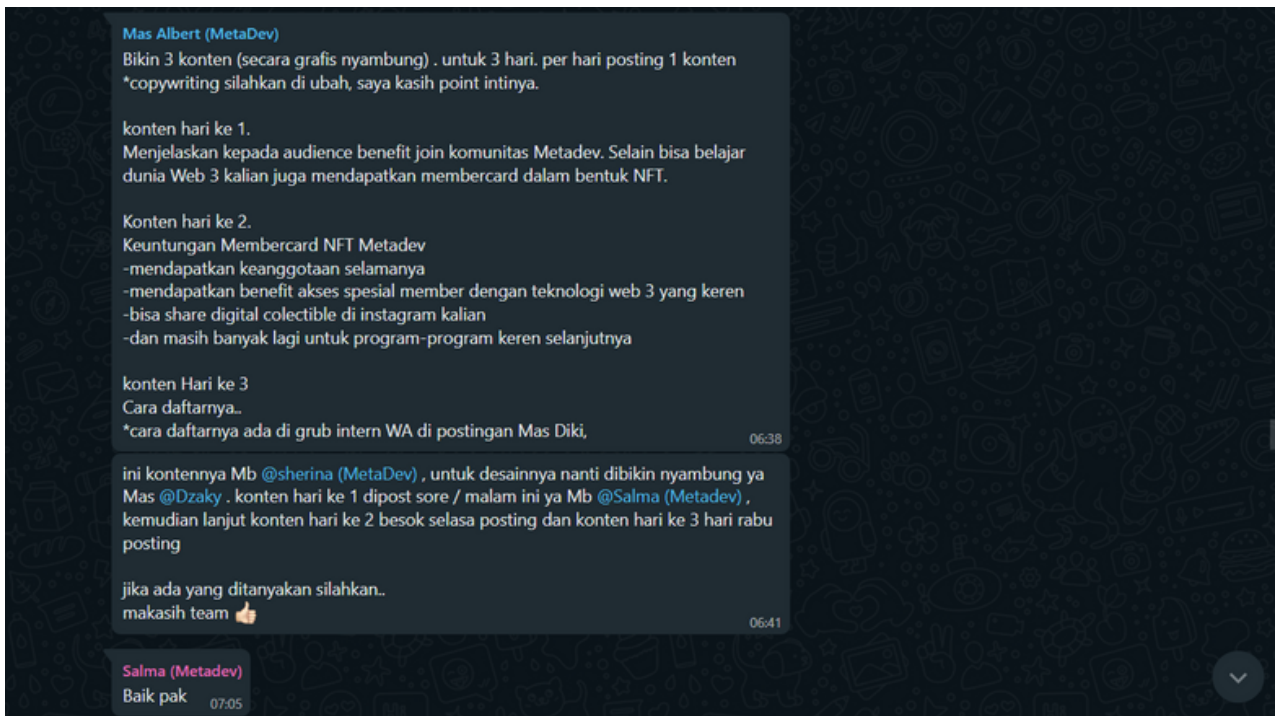 Mas Albert (MetaDev)
Bikin 3 konten (secara grafis nyambung) . untuk 3 hari. per hari posting 1 konten
*copywriting silahkan di ubah, saya kasih point intinya.
konten hari ke 1.
Menjelaskan kepada audience benefit join komunitas Metadev. Selain bisa belajar
dunia Web 3 kalian juga mendapatkan membercard dalam bentuk NFT.
Konten hari ke 2.
Keuntungan Membercard NFT Metadev
-mendapatkan keanggotaan selamanya
-mendapatkan benefit akses spesial member dengan teknologi web 3 yang keren
-bisa share digital colectible di instagram kalian
-dan masih banyak lagi untuk program-program keren selanjutnya
konten Hari ke 3
Cara daftarnya..
*cara daftarnya ada di grub intern WA di postingan Mas Diki,
06:38
ini kontennya Mb @sherina (MetaDev) , untuk desainnya nanti dibikin nyambung ya
Mas @Dzaky . konten hari ke 1 dipost sore / malam ini ya Mb @Salma (Metadev) ,
kemudian lanjut konten hari ke 2 besok selasa posting dan konten hari ke 3 hari rabu
posting
jika ada yang ditanyakan silahkan..
makasih team 👍🏻
06:41
Salma (Metadev)
Baik pak 07:05